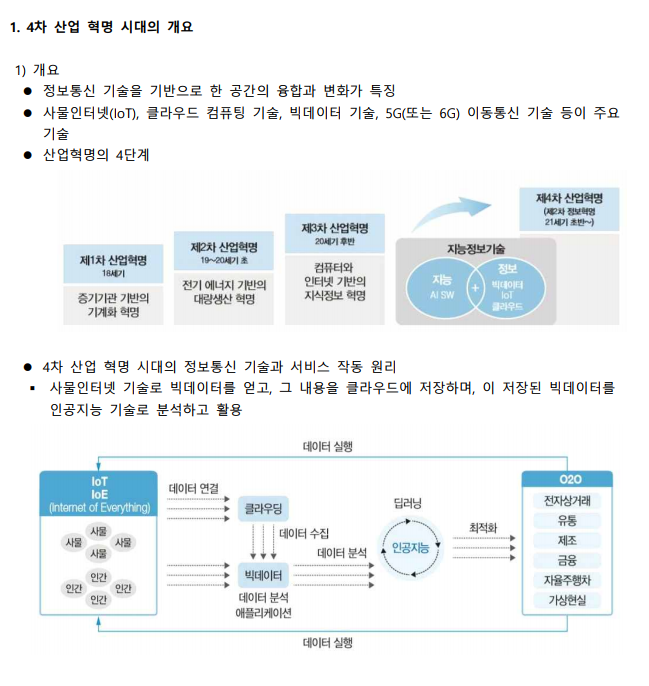 1. 4차 산업 혁명 시대의 개요
1) 개요
● 정보통신 기술을 기반으로 한 공간의 융합과 변화가 특징
● 사물인터넷(IoT), 클라우드 컴퓨팅 기술, 빅데이터 기술, 5G(또는 6G) 이동통신 기술 등이 주요
기술
● 산업혁명의 4단계
제1차 산업혁명
18세기
증기기관 기반의
기계화 혁명
제2차 산업혁명
19~20세기 초
전기 에너지 기반의
대량생산 혁명
제3차 산업혁명
20세기 후반
컴퓨터와
인터넷 기반의
지식정보 혁명
제4차 산업혁명
(제2차 정보혁명
21세기 초반~)
지능정보기술
지능
AI SW
+
정보
빅데이터
IoT
클라우드
● 4차 산업 혁명 시대의 정보통신 기술과 서비스 작동 원리
▪ 사물인터넷 기술로 빅데이터를 얻고, 그 내용을 클라우드에 저장하며, 이 저장된 빅데이터를
인공지능 기술로 분석하고 활용
데이터 실행
IoT
IoE
(Internet of Everything)
사물
사물
사물
사물
인간
인간
인간
인간
데이터 연결
클라우딩
데이터 수집
빅데이터
데이터 분석
애플리케이션
데이터 분석
딥러닝
인공지능
최적화
O2O
전자상거래
유통
제조
금융
자율주행차
가상현실
데이터 실행